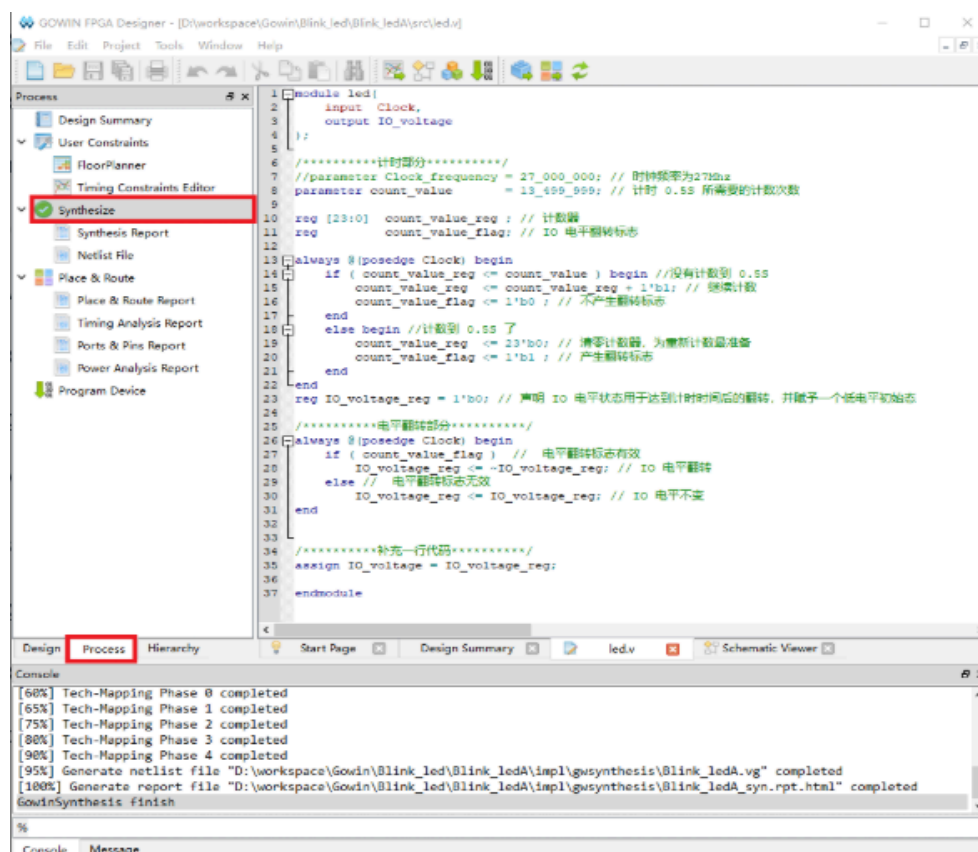 GOWIN FPGA Designer - [D:\workspace\Gowin\Blink_led\Blink_ledA\src\led.v]
File Edit Project Tools Window Help
Process
Design Summary
User Constraints
FloorPlanner
Timing Constraints Editor
Synthesize
Synthesis Report
Netlist File
Place & Route
Place & Route Report
Timing Analysis Report
Ports & Pins Report
Power Analysis Report
Program Device
1 module led(
2 input Clock,
3 output IO_voltage
4 );
5
6 /**********计时部分**********/
7 //parameter Clock_frequency = 27_000_000; // 时钟频率为27Mhz
8 parameter count_value = 13_499_999; // 计时 0.5S 所需要的计数次数
9
10 reg [23:0] count_value_reg ; // 计数器
11 reg count_value_flag; // IO 电平翻转标志
12
13 always @(posedge Clock) begin
14 if ( count_value_reg <= count_value ) begin //没有计数到 0.5S
15 count_value_reg <= count_value_reg + 1'b1; // 继续计数
16 count_value_flag <= 1'b0 ; // 不产生翻转标志
17 end
18 else begin //计数到 0.5S 了
19 count_value_reg <= 23'b0; // 清零计数器，为重新计数最准备
20 count_value_flag <= 1'b1 ; // 产生翻转标志
21 end
22 end
23 reg IO_voltage_reg = 1'b0; // 声明 IO 电平状态用于达到计时时间后的翻转，并赋予一个低电平初始态
24
25 /**********电平翻转部分**********/
26 always @(posedge Clock) begin
27 if ( count_value_flag ) // 电平翻转标志有效
28 IO_voltage_reg <= ~IO_voltage_reg; // IO 电平翻转
29 else // 电平翻转标志无效
30 IO_voltage_reg <= IO_voltage_reg; // IO 电平不变
31 end
32
33
34 /**********补充一行代码**********/
35 assign IO_voltage = IO_voltage_reg;
36
37 endmodule
Design Process Hierarchy
Start Page Design Summary led.v Schematic Viewer
Console
[60%] Tech-Mapping Phase 0 completed
[65%] Tech-Mapping Phase 1 completed
[75%] Tech-Mapping Phase 2 completed
[80%] Tech-Mapping Phase 3 completed
[90%] Tech-Mapping Phase 4 completed
[95%] Generate netlist file "D:\workspace\Gowin\Blink_led\Blink_ledA\impl\gwsynthesis\Blink_ledA.vg" completed
[100%] Generate report file "D:\workspace\Gowin\Blink_led\Blink_ledA\impl\gwsynthesis\Blink_ledA_syn.rpt.html" completed
GowinSynthesis finish
%
Console Message